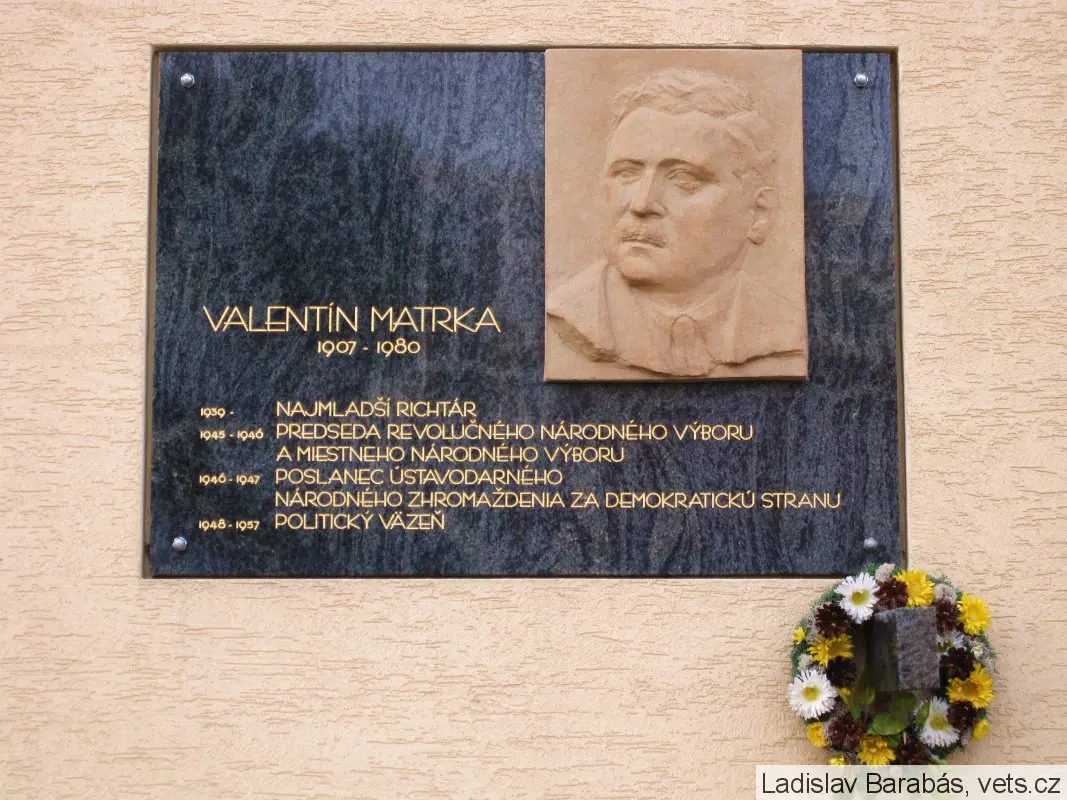 VALENTÍN MATRKA
1907 - 1980
1939 - NAJMLADŠÍ RICHTÁR
1945 - 1946 PREDSEDA REVOLUČNÉHO NÁRODNÉHO VÝBORU
A MIESTNEHO NÁRODNÉHO VÝBORU
1946 - 1947 POSLANEC ÚSTAVODARNÉHO
NÁRODNÉHO ZHROMAŽDENIA ZA DEMOKRATICKÚ STRANU
1948 - 1957 POLITICKÝ VÄZEŇ
Ladislav Barabás, vets.cz